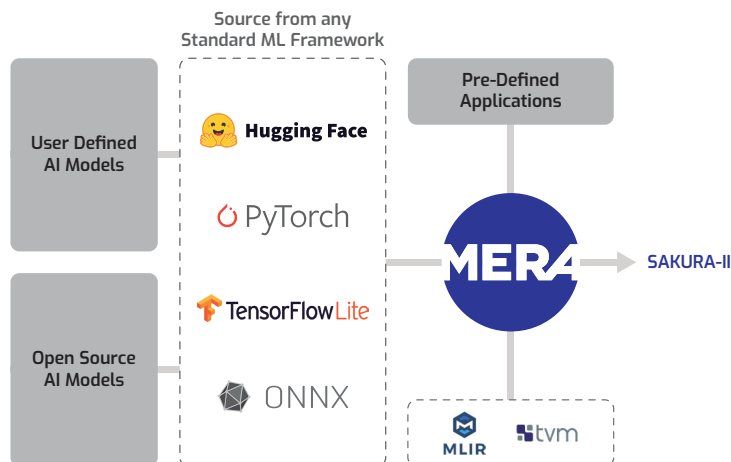 Source from any
Standard ML Framework
User Defined
AI Models
Open Source
AI Models
Hugging Face
PyTorch
TensorFlow Lite
ONNX
Pre-Defined
Applications
MERA
SAKURA-II
MLIR
tvm